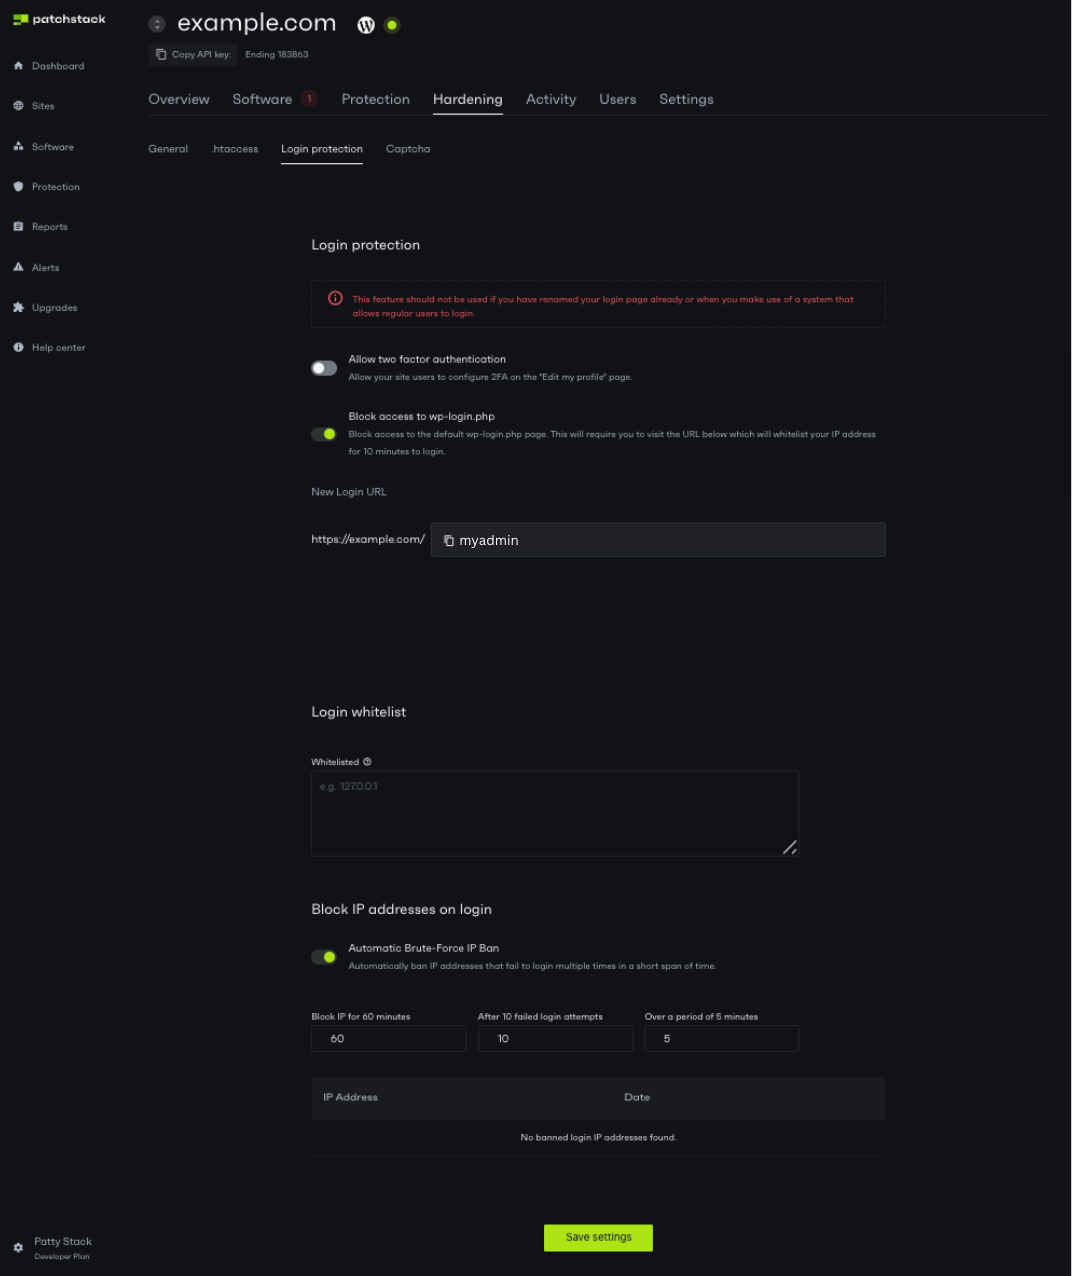 patchstack
example.com
Copy API key: Ending 183863
Dashboard
Sites
Software
Protection
Reports
Alerts
Upgrades
Help center
Overview Software 1 Protection Hardening Activity Users Settings
General .htaccess Login protection Captcha
Login protection
This feature should not be used if you have renamed your login page already or when you make use of a system that
allows regular users to login.
Allow two factor authentication
Allow your site users to configure 2FA on the "Edit my profile" page.
Block access to wp-login.php
Block access to the default wp-login.php page. This will require you to visit the URL below which will whitelist your IP address
for 10 minutes to login.
New Login URL
https://example.com/ myadmin
Login whitelist
Whitelisted
e.g. 127.0.0.1
Block IP addresses on login
Automatic Brute-Force IP Ban
Automatically ban IP addresses that fail to login multiple times in a short span of time.
Block IP for 60 minutes After 10 failed login attempts Over a period of 5 minutes
60 10 5
IP Address Date
No banned login IP addresses found.
Save settings
Patty Stack
Developer Plan